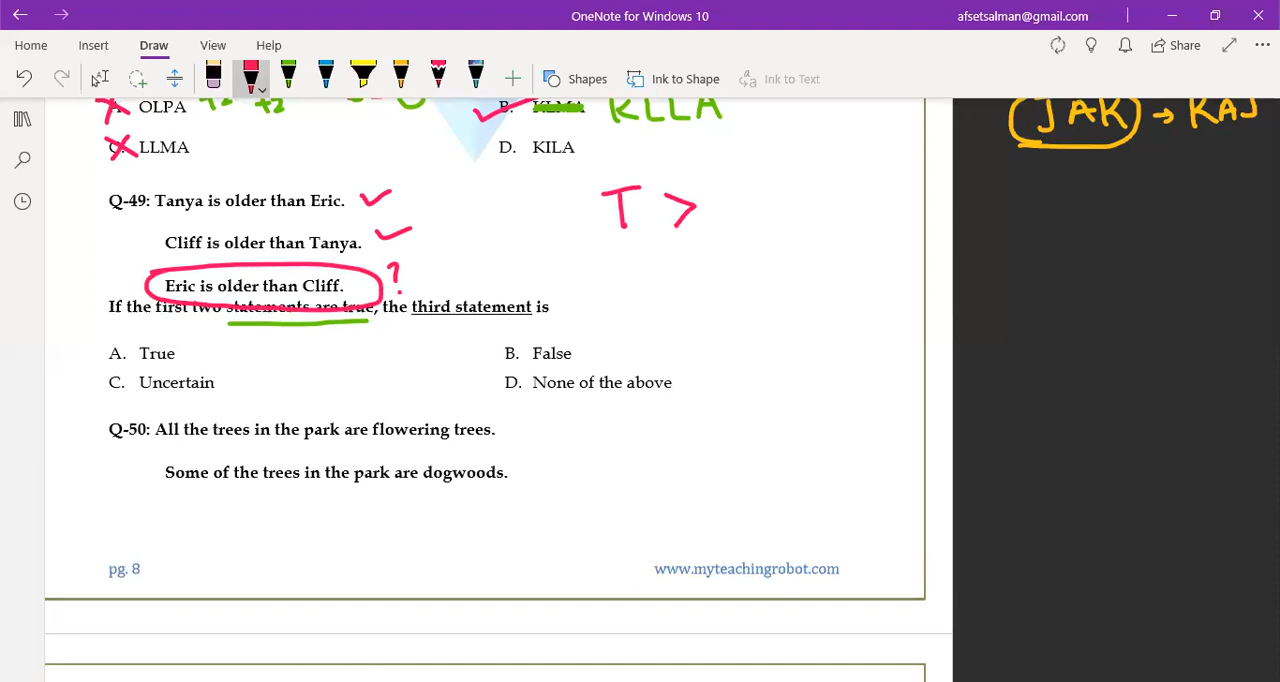 OneNote for Windows 10
afsetsalman@gmail.com
Home Insert Draw View Help
Share
Shapes Ink to Shape Ink to Text
OLPA B. KLMA KLLA
JAK → KAJ
C. LLMA D. KILA
Q-49: Tanya is older than Eric.
T >
Cliff is older than Tanya.
Eric is older than Cliff. ?
If the first two statements are true, the third statement is
A. True B. False
C. Uncertain D. None of the above
Q-50: All the trees in the park are flowering trees.
Some of the trees in the park are dogwoods.
pg. 8 www.myteachingrobot.com